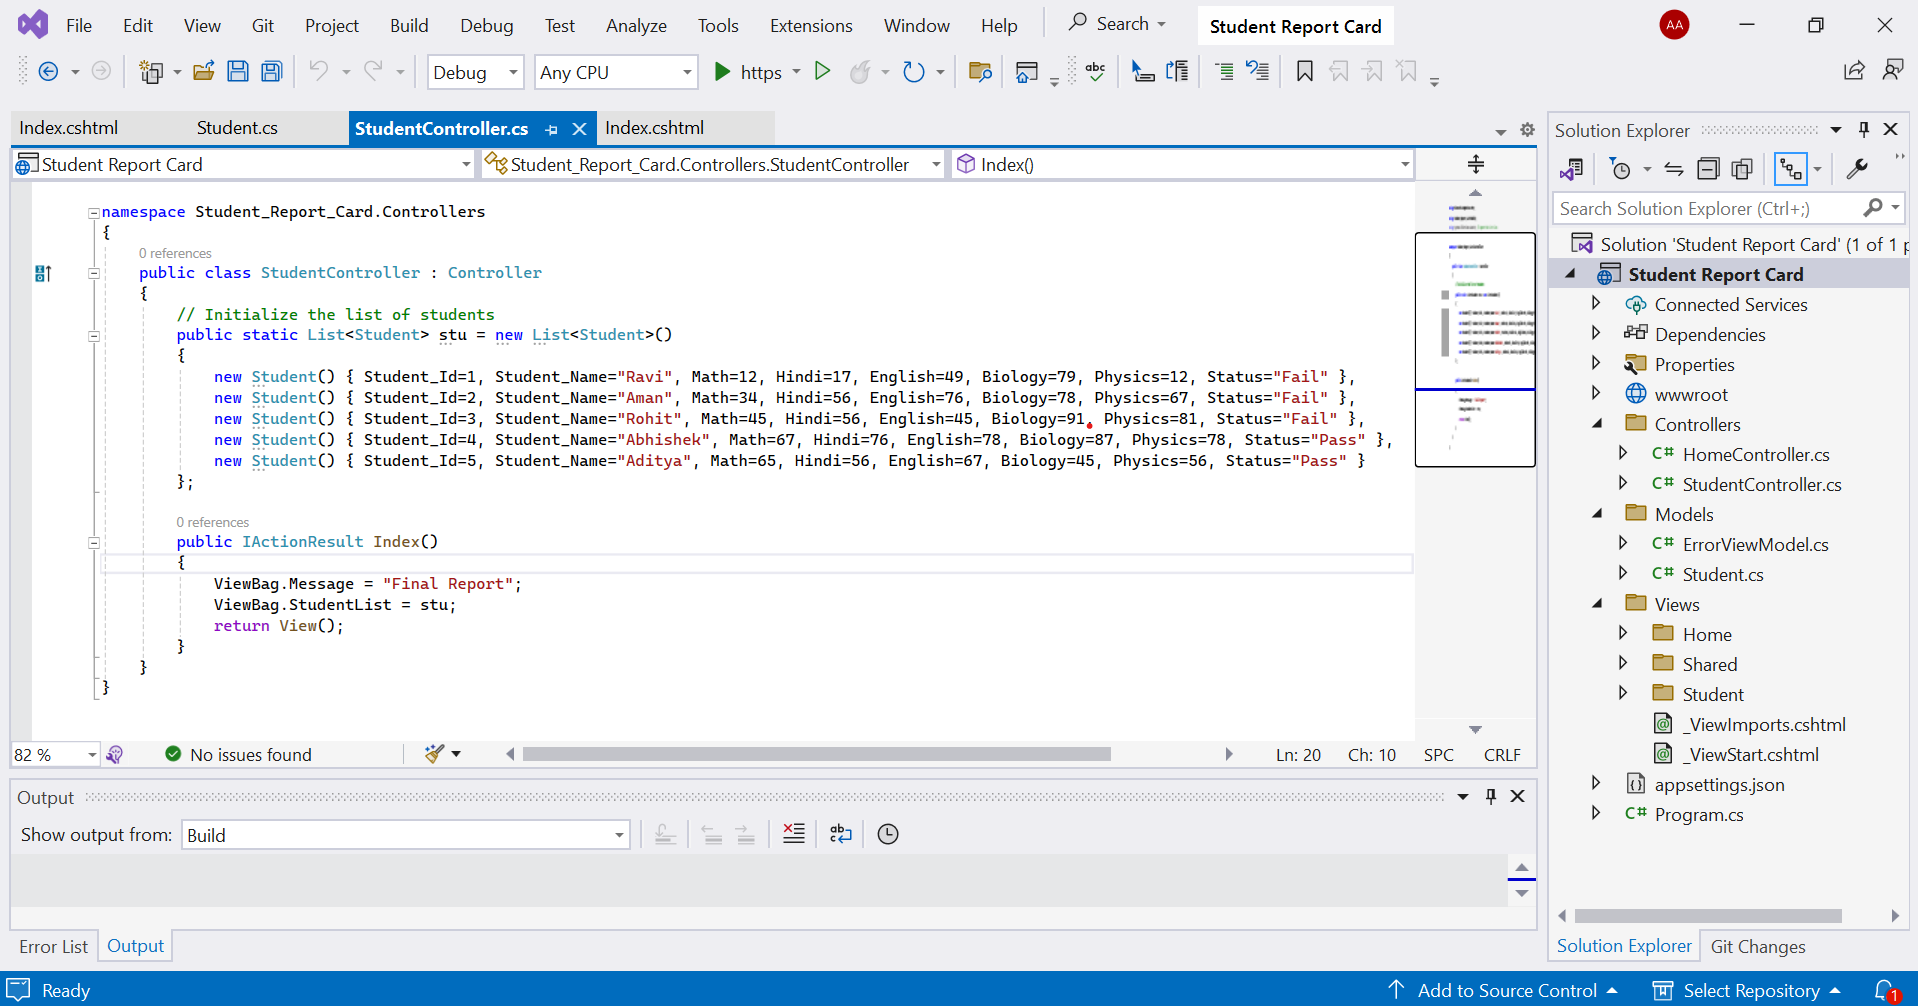 File Edit View Git Project Build Debug Test Analyze Tools Extensions Window Help Search Student Report Card AA
Debug Any CPU https abc
Index.cshtml Student.cs StudentController.cs Index.cshtml
Student Report Card Student_Report_Card.Controllers.StudentController Index()
namespace Student_Report_Card.Controllers
{
0 references
public class StudentController : Controller
{
// Initialize the list of students
public static List<Student> stu = new List<Student>()
{
new Student() { Student_Id=1, Student_Name="Ravi", Math=12, Hindi=17, English=49, Biology=79, Physics=12, Status="Fail" },
new Student() { Student_Id=2, Student_Name="Aman", Math=34, Hindi=56, English=76, Biology=78, Physics=67, Status="Fail" },
new Student() { Student_Id=3, Student_Name="Rohit", Math=45, Hindi=56, English=45, Biology=91, Physics=81, Status="Fail" },
new Student() { Student_Id=4, Student_Name="Abhishek", Math=67, Hindi=76, English=78, Biology=87, Physics=78, Status="Pass" },
new Student() { Student_Id=5, Student_Name="Aditya", Math=65, Hindi=56, English=67, Biology=45, Physics=56, Status="Pass" }
};
0 references
public IActionResult Index()
{
ViewBag.Message = "Final Report";
ViewBag.StudentList = stu;
return View();
}
}
}
82 % No issues found Ln: 20 Ch: 10 SPC CRLF
Output
Show output from: Build
Error List Output
Solution Explorer
Search Solution Explorer (Ctrl+;)
Solution 'Student Report Card' (1 of 1 p
Student Report Card
Connected Services
Dependencies
Properties
wwwroot
Controllers
C# HomeController.cs
C# StudentController.cs
Models
C# ErrorViewModel.cs
C# Student.cs
Views
Home
Shared
Student
_ViewImports.cshtml
_ViewStart.cshtml
appsettings.json
C# Program.cs
Solution Explorer Git Changes
Ready Add to Source Control Select Repository 1